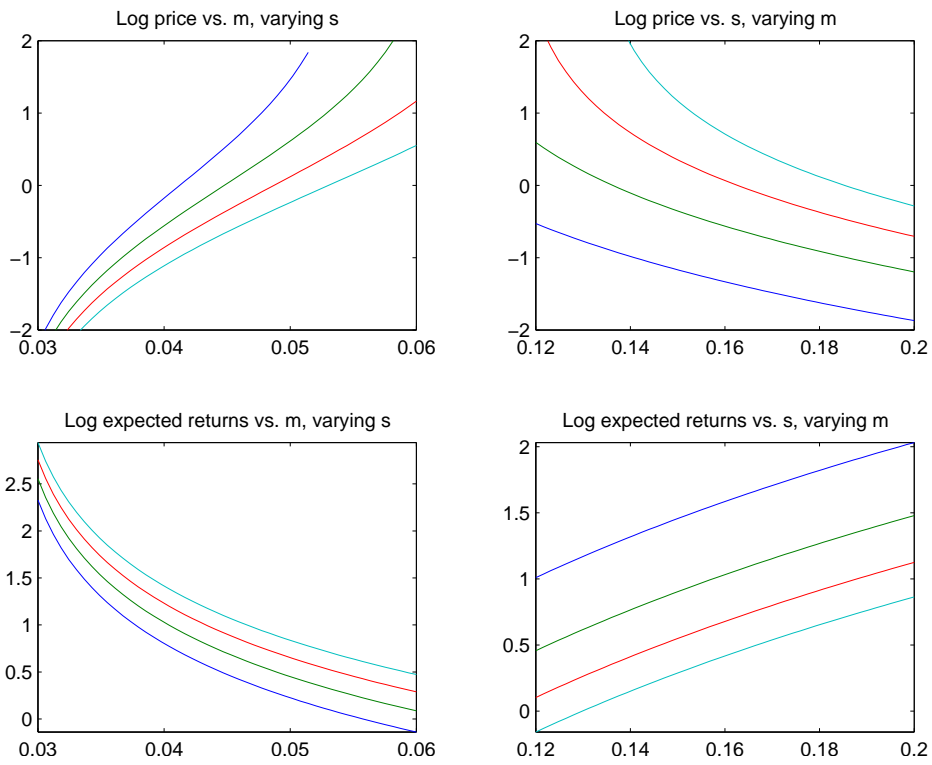 Log price vs. m, varying s
2
1
0
−1
−2
0.03 0.04 0.05 0.06
Log price vs. s, varying m
2
1
0
−1
−2
0.12 0.14 0.16 0.18 0.2
Log expected returns vs. m, varying s
2.5
2
1.5
1
0.5
0
0.03 0.04 0.05 0.06
Log expected returns vs. s, varying m
2
1.5
1
0.5
0
0.12 0.14 0.16 0.18 0.2